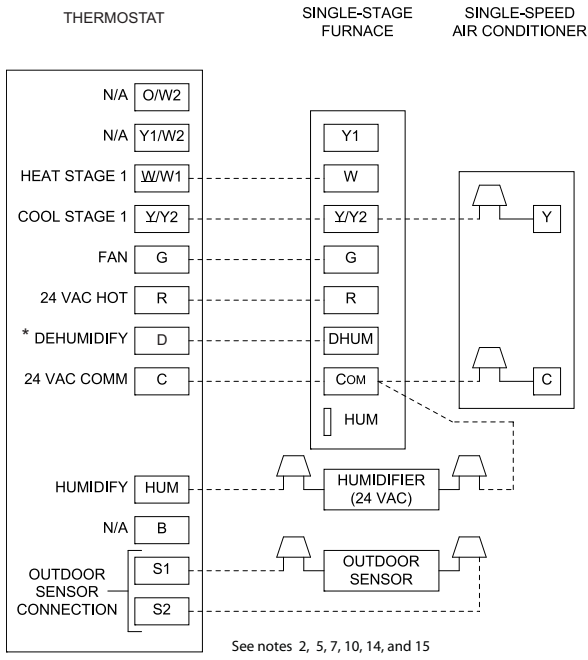 THERMOSTAT
SINGLE-STAGE
FURNACE
SINGLE-SPEED
AIR CONDITIONER
N/A O/W2
N/A Y1/W2 Y1
HEAT STAGE 1 W/W1 W
COOL STAGE 1 Y/Y2 Y/Y2 Y
FAN G G
24 VAC HOT R R
* DEHUMIDIFY D DHUM
24 VAC COMM C COM C
HUM
HUMIDIFY HUM HUMIDIFIER
(24 VAC)
N/A B
OUTDOOR
SENSOR
CONNECTION
S1
S2
OUTDOOR
SENSOR
See notes 2, 5, 7, 10, 14, and 15